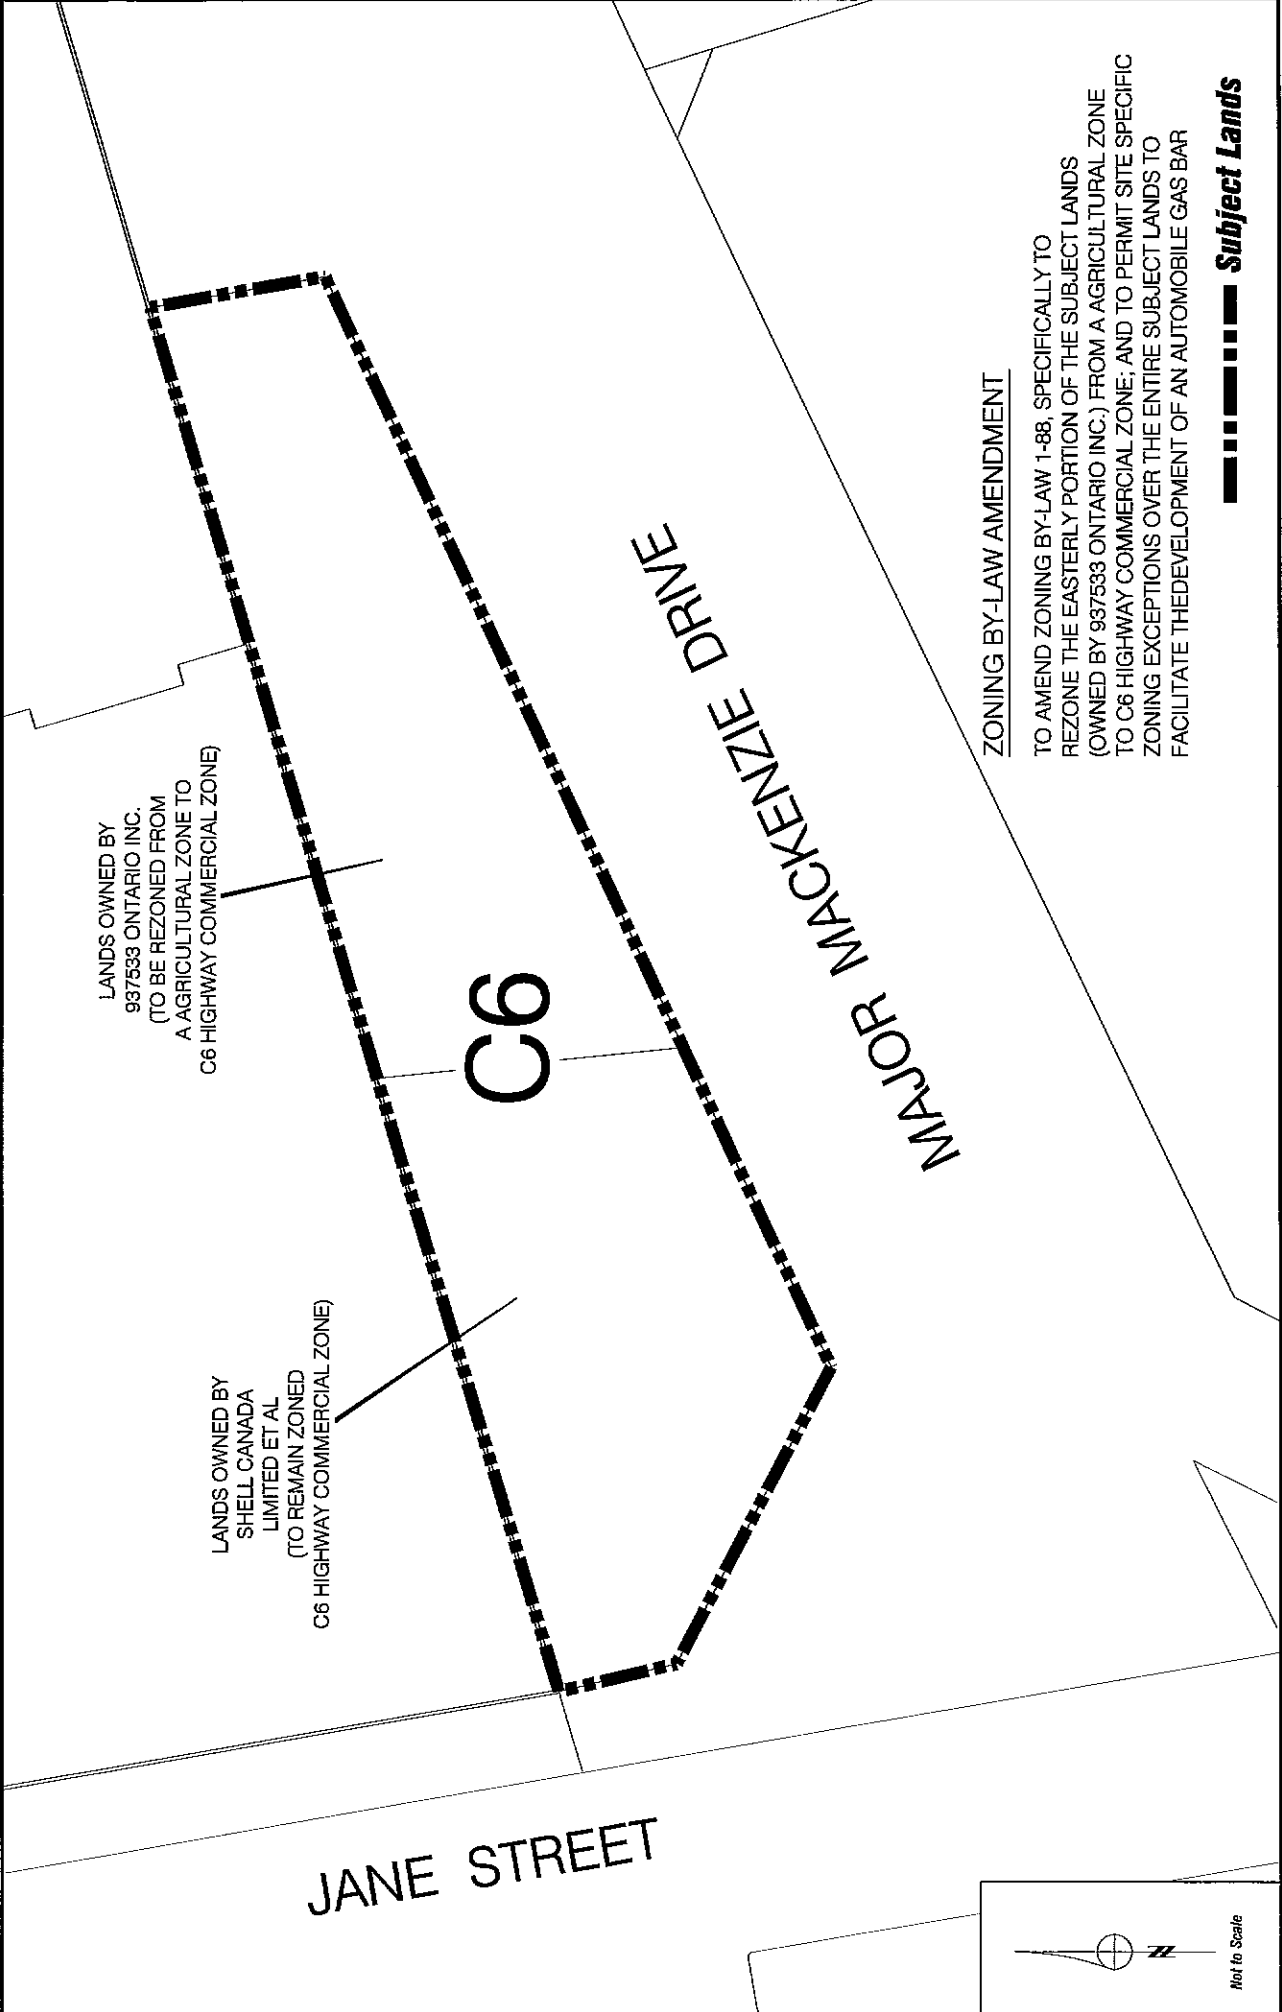 LANDS OWNED BY
SHELL CANADA
LIMITED ET AL
(TO REMAIN ZONED
C6 HIGHWAY COMMERCIAL ZONE)
LANDS OWNED BY
937533 ONTARIO INC.
(TO BE REZONED FROM
A AGRICULTURAL ZONE TO
C6 HIGHWAY COMMERCIAL ZONE)
C6
JANE STREET
MAJOR MACKENZIE DRIVE
ZONING BY-LAW AMENDMENT
TO AMEND ZONING BY-LAW 1-88, SPECIFICALLY TO
REZONE THE EASTERLY PORTION OF THE SUBJECT LANDS
(OWNED BY 937533 ONTARIO INC.) FROM A AGRICULTURAL ZONE
TO C6 HIGHWAY COMMERCIAL ZONE; AND TO PERMIT SITE SPECIFIC
ZONING EXCEPTIONS OVER THE ENTIRE SUBJECT LANDS TO
FACILITATE THEDEVELOPMENT OF AN AUTOMOBILE GAS BAR
Subject Lands
N
Not to Scale